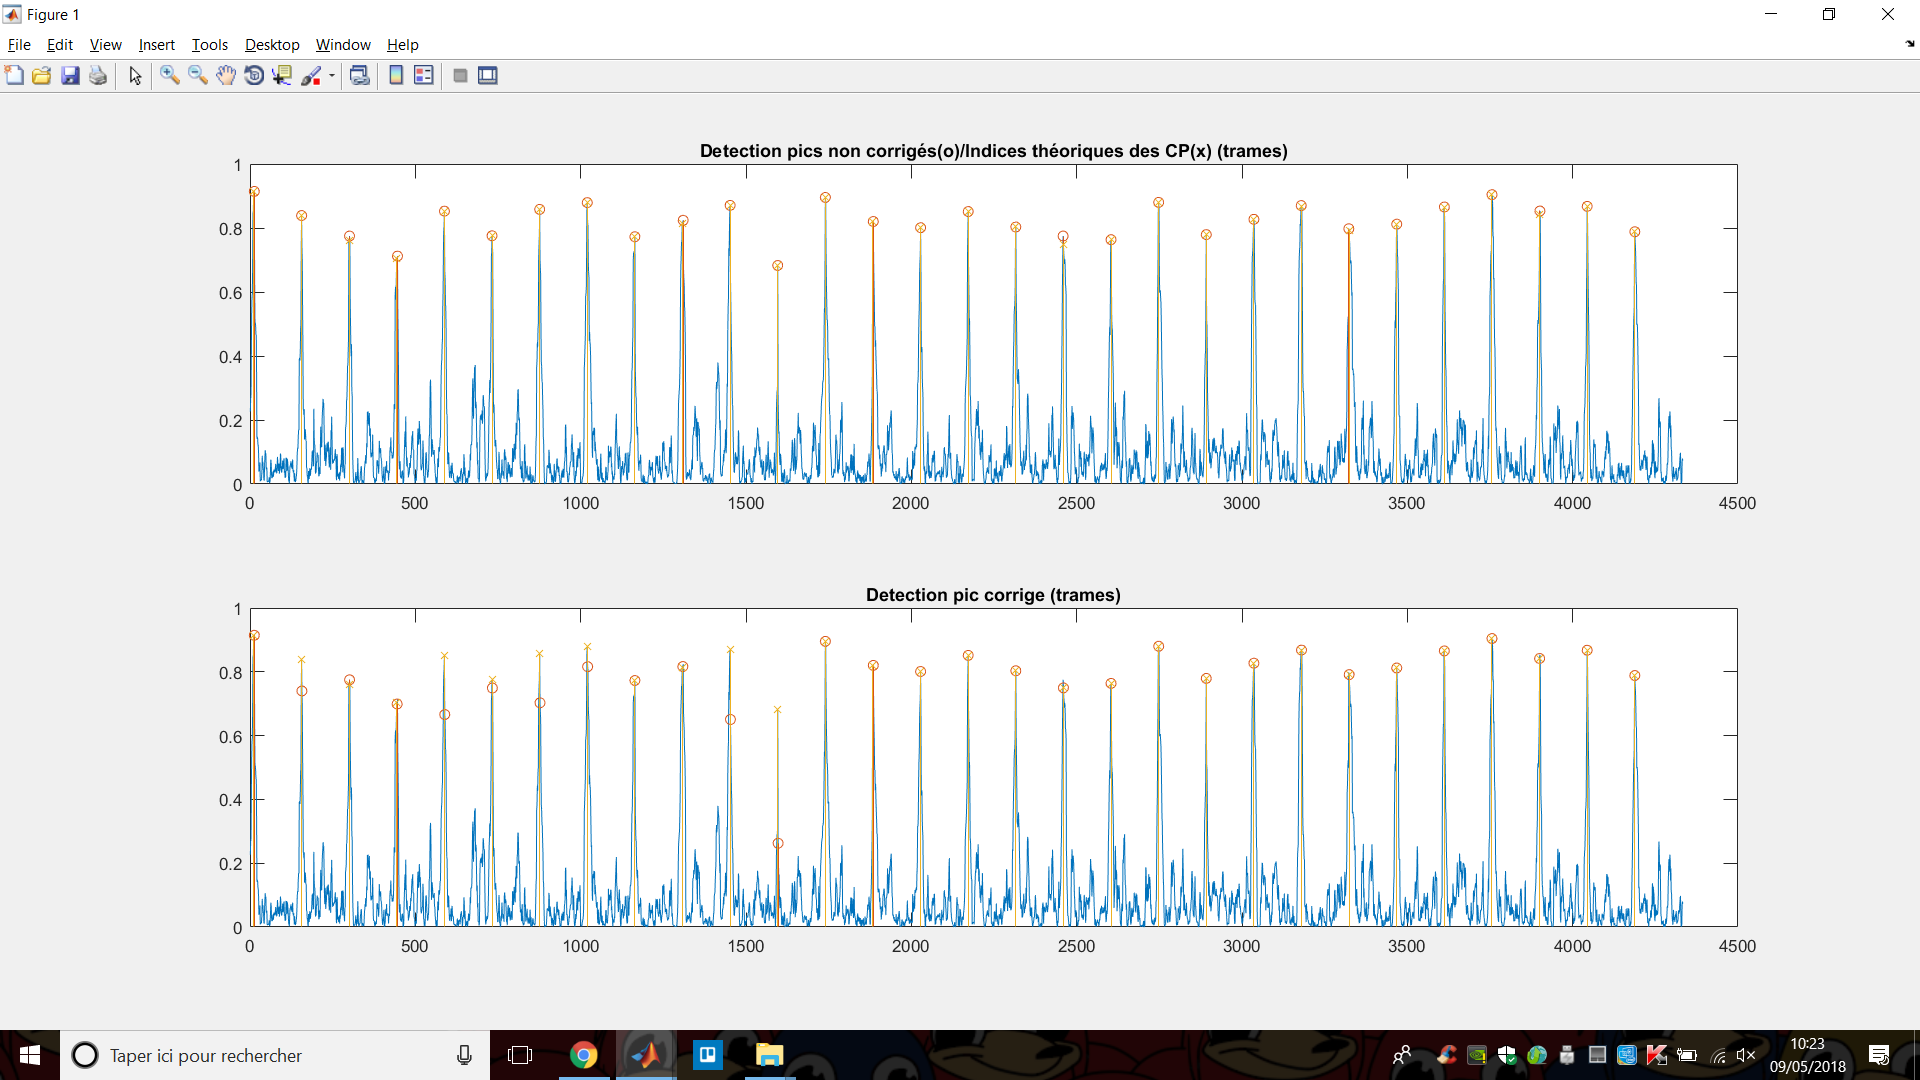 Figure 1
File Edit View Insert Tools Desktop Window Help
Detection pics non corrigés(o)/Indices théoriques des CP(x) (trames)
1
0.8
0.6
0.4
0.2
0
0 500 1000 1500 2000 2500 3000 3500 4000 4500
Detection pic corrige (trames)
1
0.8
0.6
0.4
0.2
0
0 500 1000 1500 2000 2500 3000 3500 4000 4500
Taper ici pour rechercher
10:23
09/05/2018